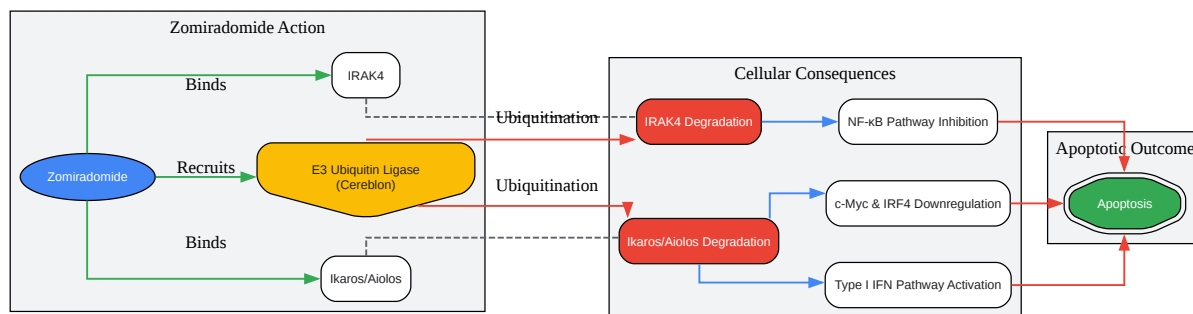 Zomiradomide Action
IRAK4
Binds
Zomiradomide
Recruits
E3 Ubiquitin Ligase
(Cereblon)
Binds
Ikaros/Aiolos
Ubiquitination
Ubiquitination
Cellular Consequences
IRAK4 Degradation
NF-κB Pathway Inhibition
Ikaros/Aiolos Degradation
c-Myc & IRF4 Downregulation
Type I IFN Pathway Activation
Apoptotic Outcome
Apoptosis